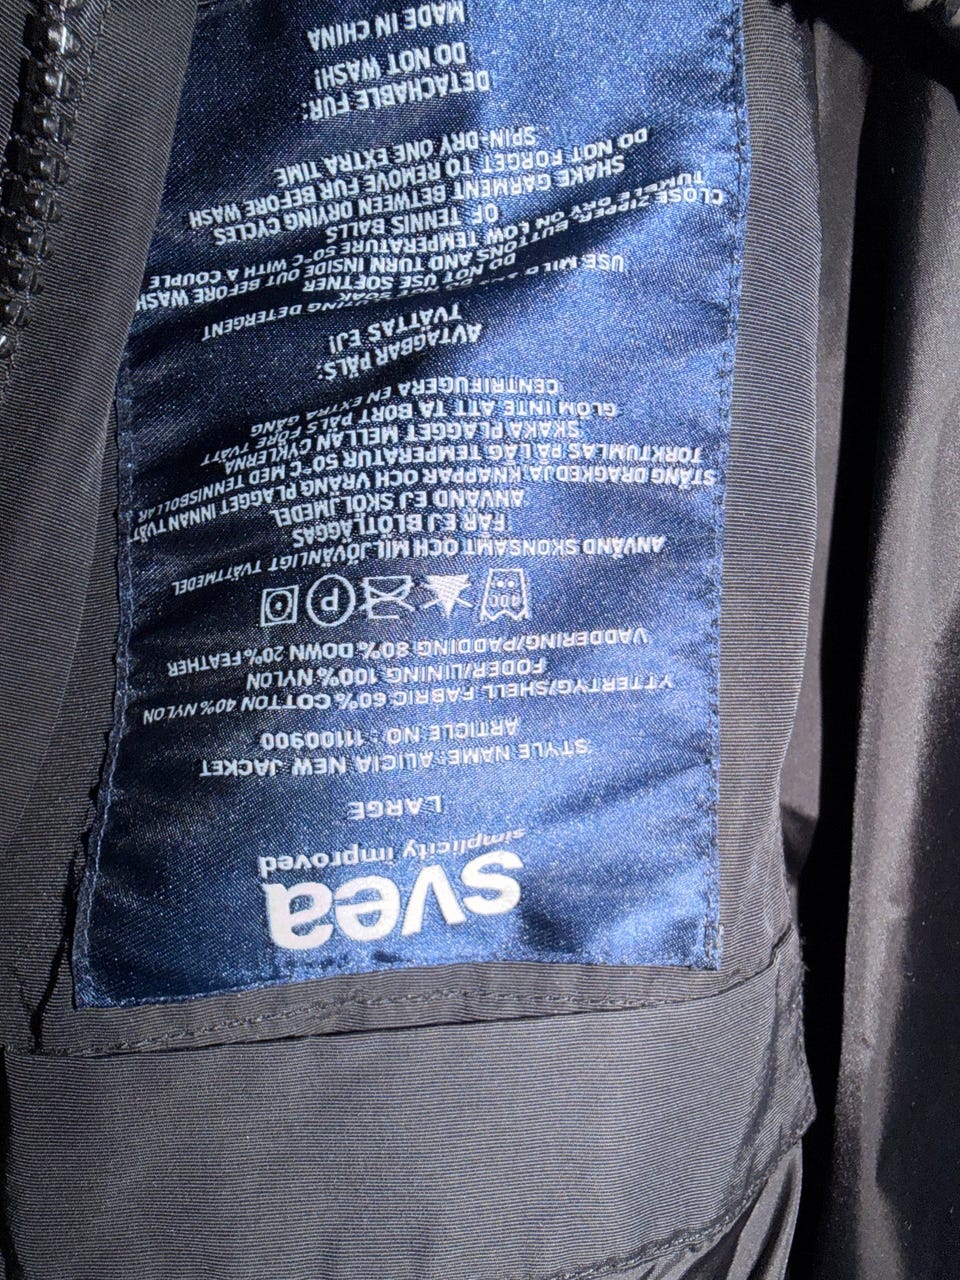 svea
simplicity improved
LARGE
STYLE NAME: ALICIA NEW JACKET
ARTICLE NO : 11100900
YTTERTYG/SHELL FABRIC 60% COTTON 40% NYLON
FODER/LINING 100% NYLON
VADDERING/PADDING 80% DOWN 20% FEATHER
40C P
ANVÄND SKONSAMT OCH MILJÖVÄNLIGT TVÄTTMEDEL
FÅR EJ BLÖTLÄGGAS
ANVÄND EJ SKÖLJMEDEL
STÄNG DRAGKEDJA, KNAPPAR OCH VRÄNG PLAGGET INNAN TVÄTT
TORKTUMLAS PÅ LÅG TEMPERATUR 50°C MED TENNISBOLLAR
SKAKA PLAGGET MELLAN CYKLERNA
GLÖM INTE ATT TA BORT PÄLS FÖRE TVÄTT
CENTRIFUGERA EN EXTRA GÅNG
AVTAGBAR PÄLS:
TVÄTTAS EJ!
USE MILD DETERGENT
DO NOT SOAK
DO NOT USE SOFTNER
CLOSE ZIPPER, BUTTONS AND TURN INSIDE OUT BEFORE WASH
TUMBLE DRY ON LOW TEMPERATURE 50°C WITH A COUPLE
OF TENNIS BALLS
SHAKE GARMENT BETWEEN DRYING CYCLES
DO NOT FORGET TO REMOVE FUR BEFORE WASH
SPIN-DRY ONE EXTRA TIME
DETACHABLE FUR:
DO NOT WASH!
MADE IN CHINA